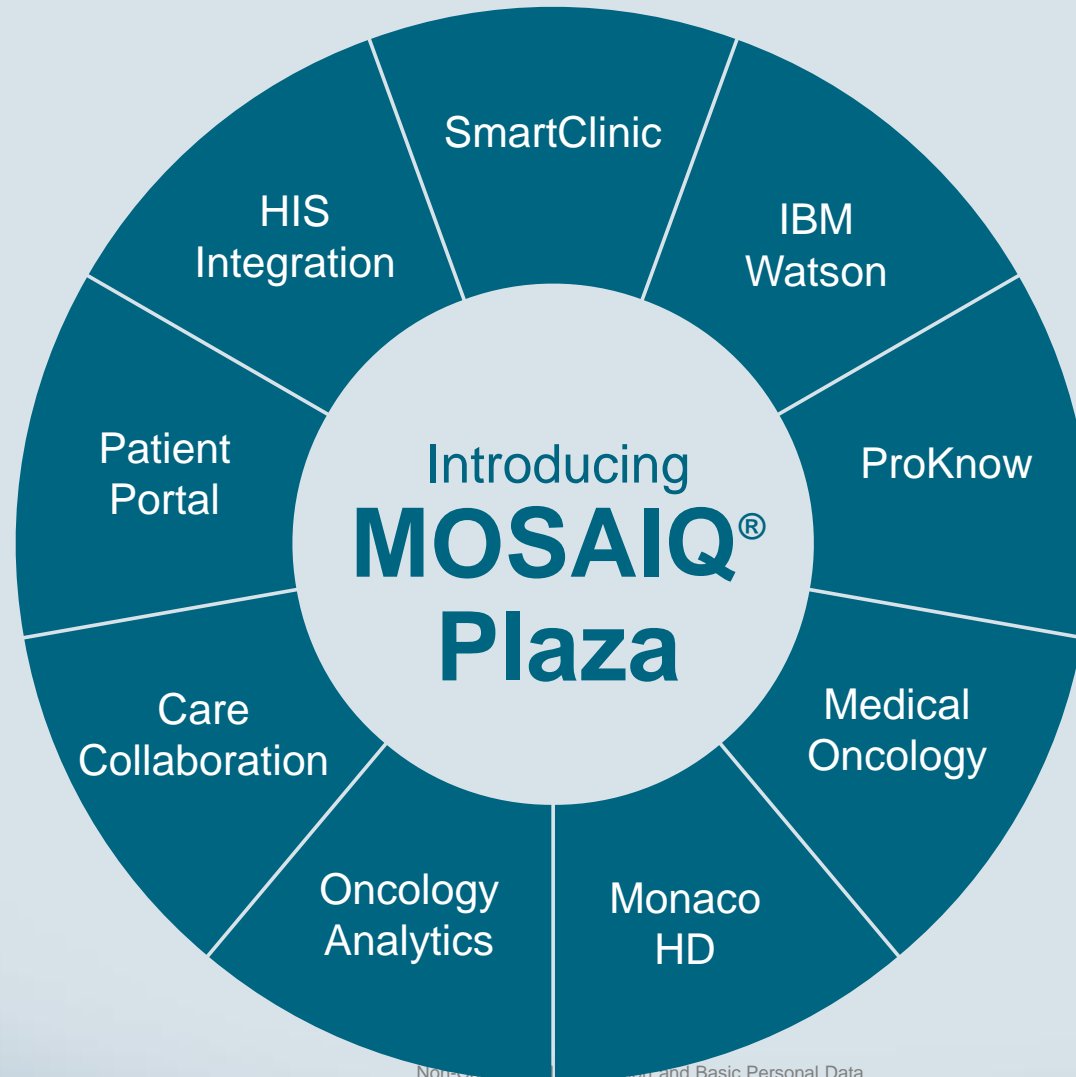 SmartClinic
IBM
Watson
ProKnow
Medical
Oncology
Monaco
HD
Oncology
Analytics
Care
Collaboration
Patient
Portal
HIS
Integration
Introducing
MOSAIQ®
Plaza
and Basic Personal Data